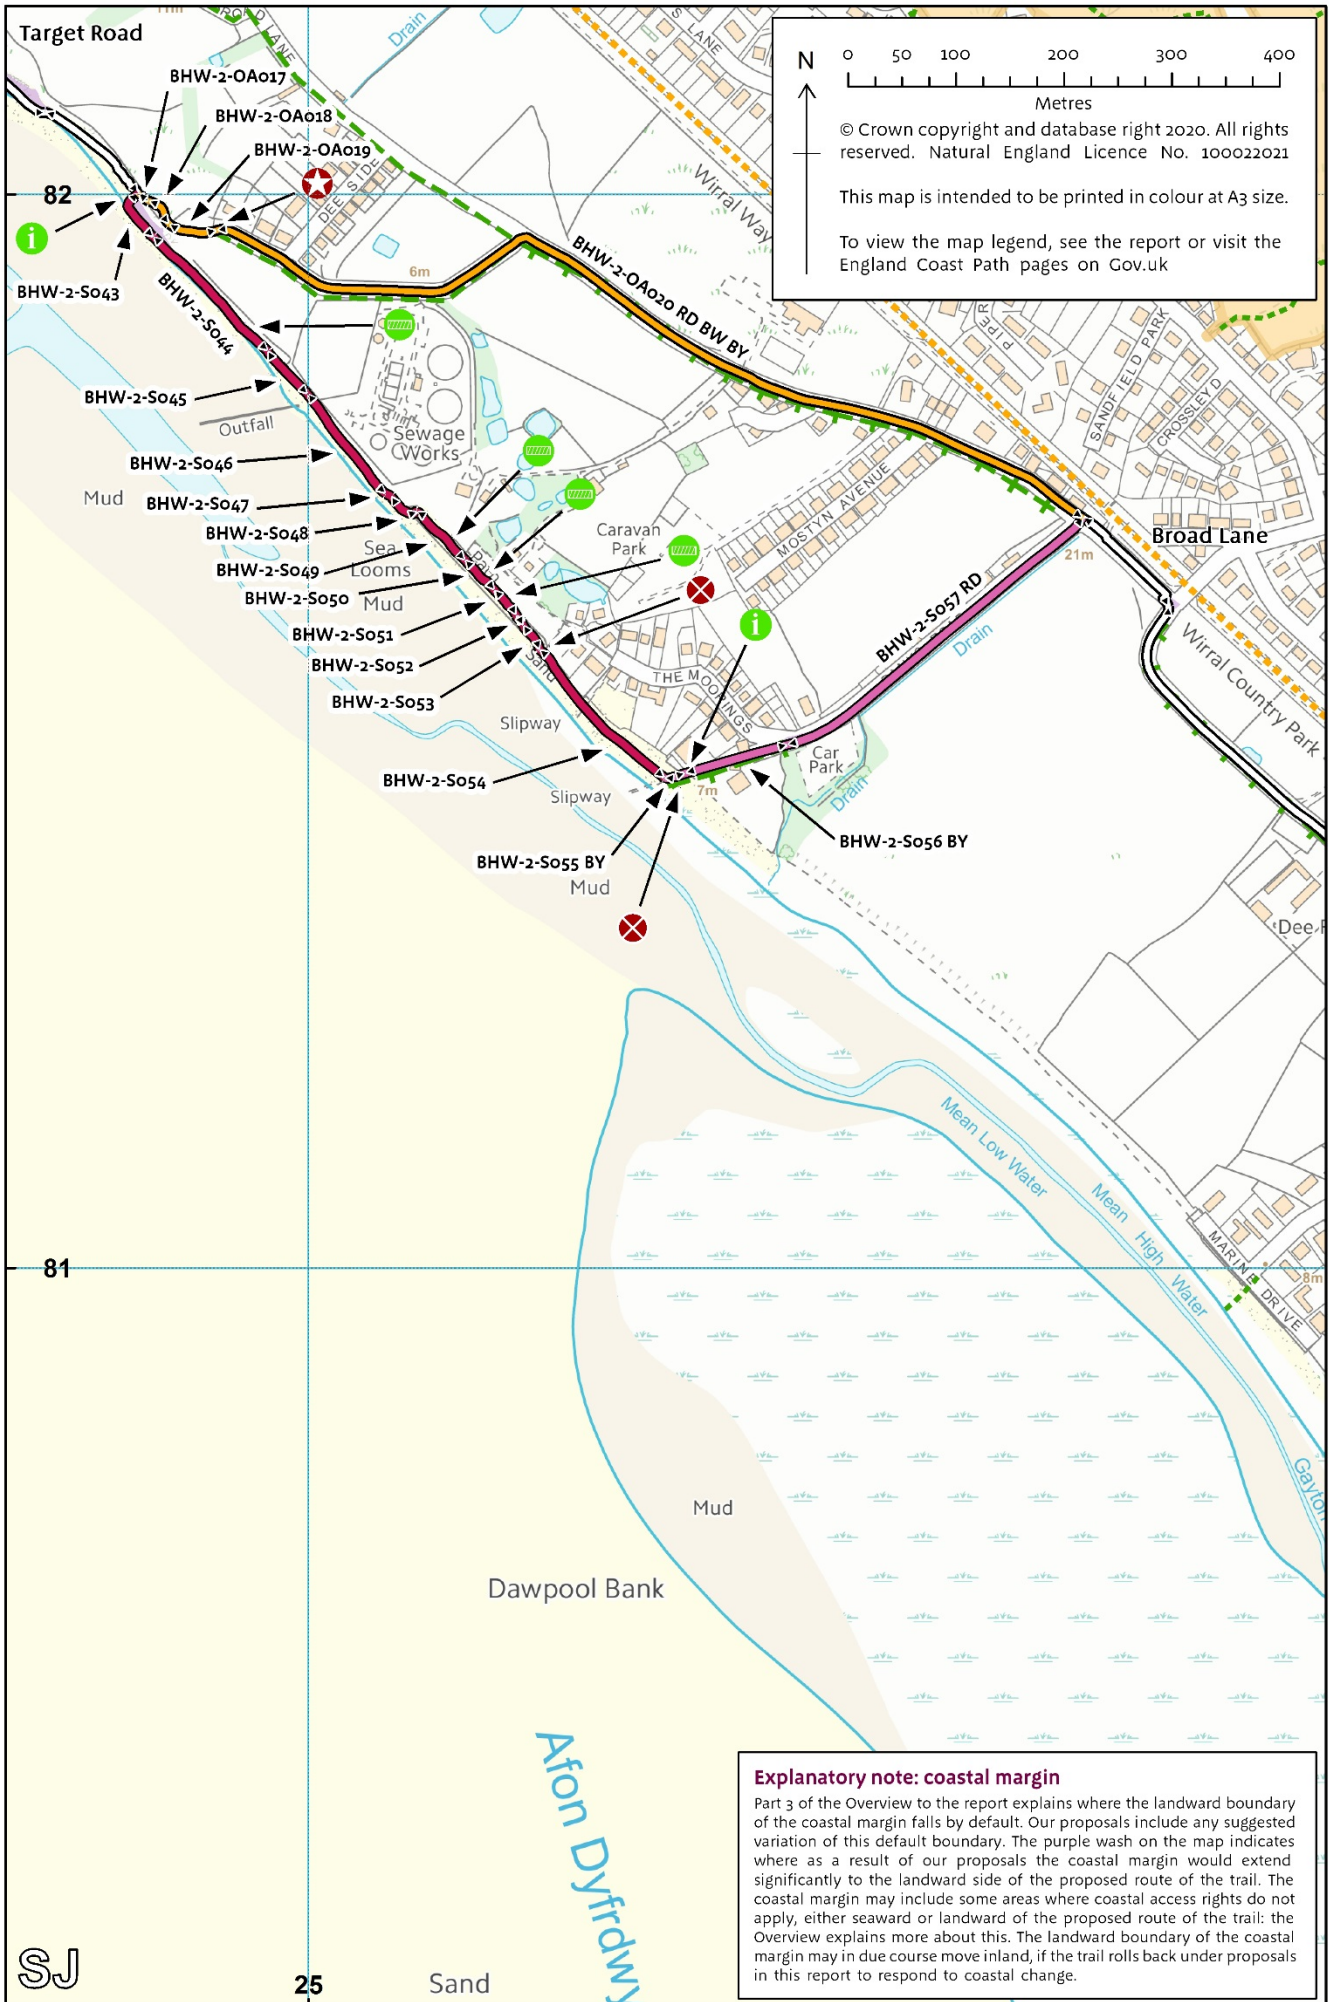 Target Road
Drain
LANE
BHW-2-OA017
BHW-2-OA018
BHW-2-OA019
DEE SIDE
82
BHW-2-S043
BHW-2-S044
6m
BHW-2-OA020 RD BW BY
Wirral Way
N
0 50 100 200 300 400
Metres
© Crown copyright and database right 2020. All rights
reserved. Natural England Licence No. 100022021
This map is intended to be printed in colour at A3 size.
To view the map legend, see the report or visit the
England Coast Path pages on Gov.uk
SANDFIELD PARK
BHW-2-S045
Outfall
Sewage
Works
BHW-2-S046
Mud
BHW-2-S047
BHW-2-S048
Sea
Looms
BHW-2-S049
Path
BHW-2-S050
Mud
BHW-2-S051
BHW-2-S052
BHW-2-S053
Sand
Caravan
Park
MOSTYN AVENUE
21m
Broad Lane
BHW-2-S057 RD
Drain
Wirral Country Park
THE MOORINGS
Slipway
Car
Park
Drain
BHW-2-S054
Slipway
7m
BHW-2-S055 BY
BHW-2-S056 BY
Mud
Mean Low Water
Mean High Water
81
MARINE DRIVE
8m
Gayton
Mud
Dawpool Bank
Afon Dyfrdwy
Explanatory note: coastal margin
Part 3 of the Overview to the report explains where the landward boundary
of the coastal margin falls by default. Our proposals include any suggested
variation of this default boundary. The purple wash on the map indicates
where as a result of our proposals the coastal margin would extend
significantly to the landward side of the proposed route of the trail. The
coastal margin may include some areas where coastal access rights do not
apply, either seaward or landward of the proposed route of the trail: the
Overview explains more about this. The landward boundary of the coastal
margin may in due course move inland, if the trail rolls back under proposals
in this report to respond to coastal change.
SJ
25
Sand